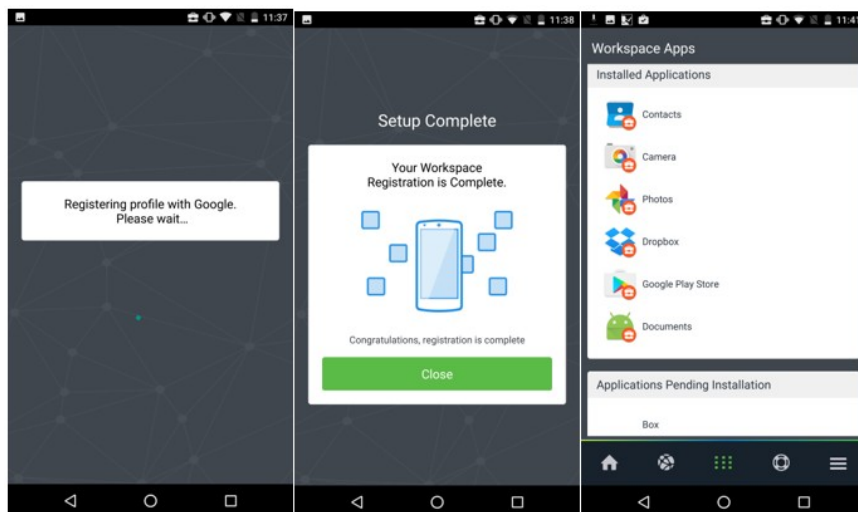 11:37
Registering profile with Google.
Please wait...
11:38
Setup Complete
Your Workspace
Registration is Complete.
Congratulations, registration is complete
Close
11:41
Workspace Apps
Installed Applications
Contacts
Camera
Photos
Dropbox
Google Play Store
Documents
Applications Pending Installation
Box